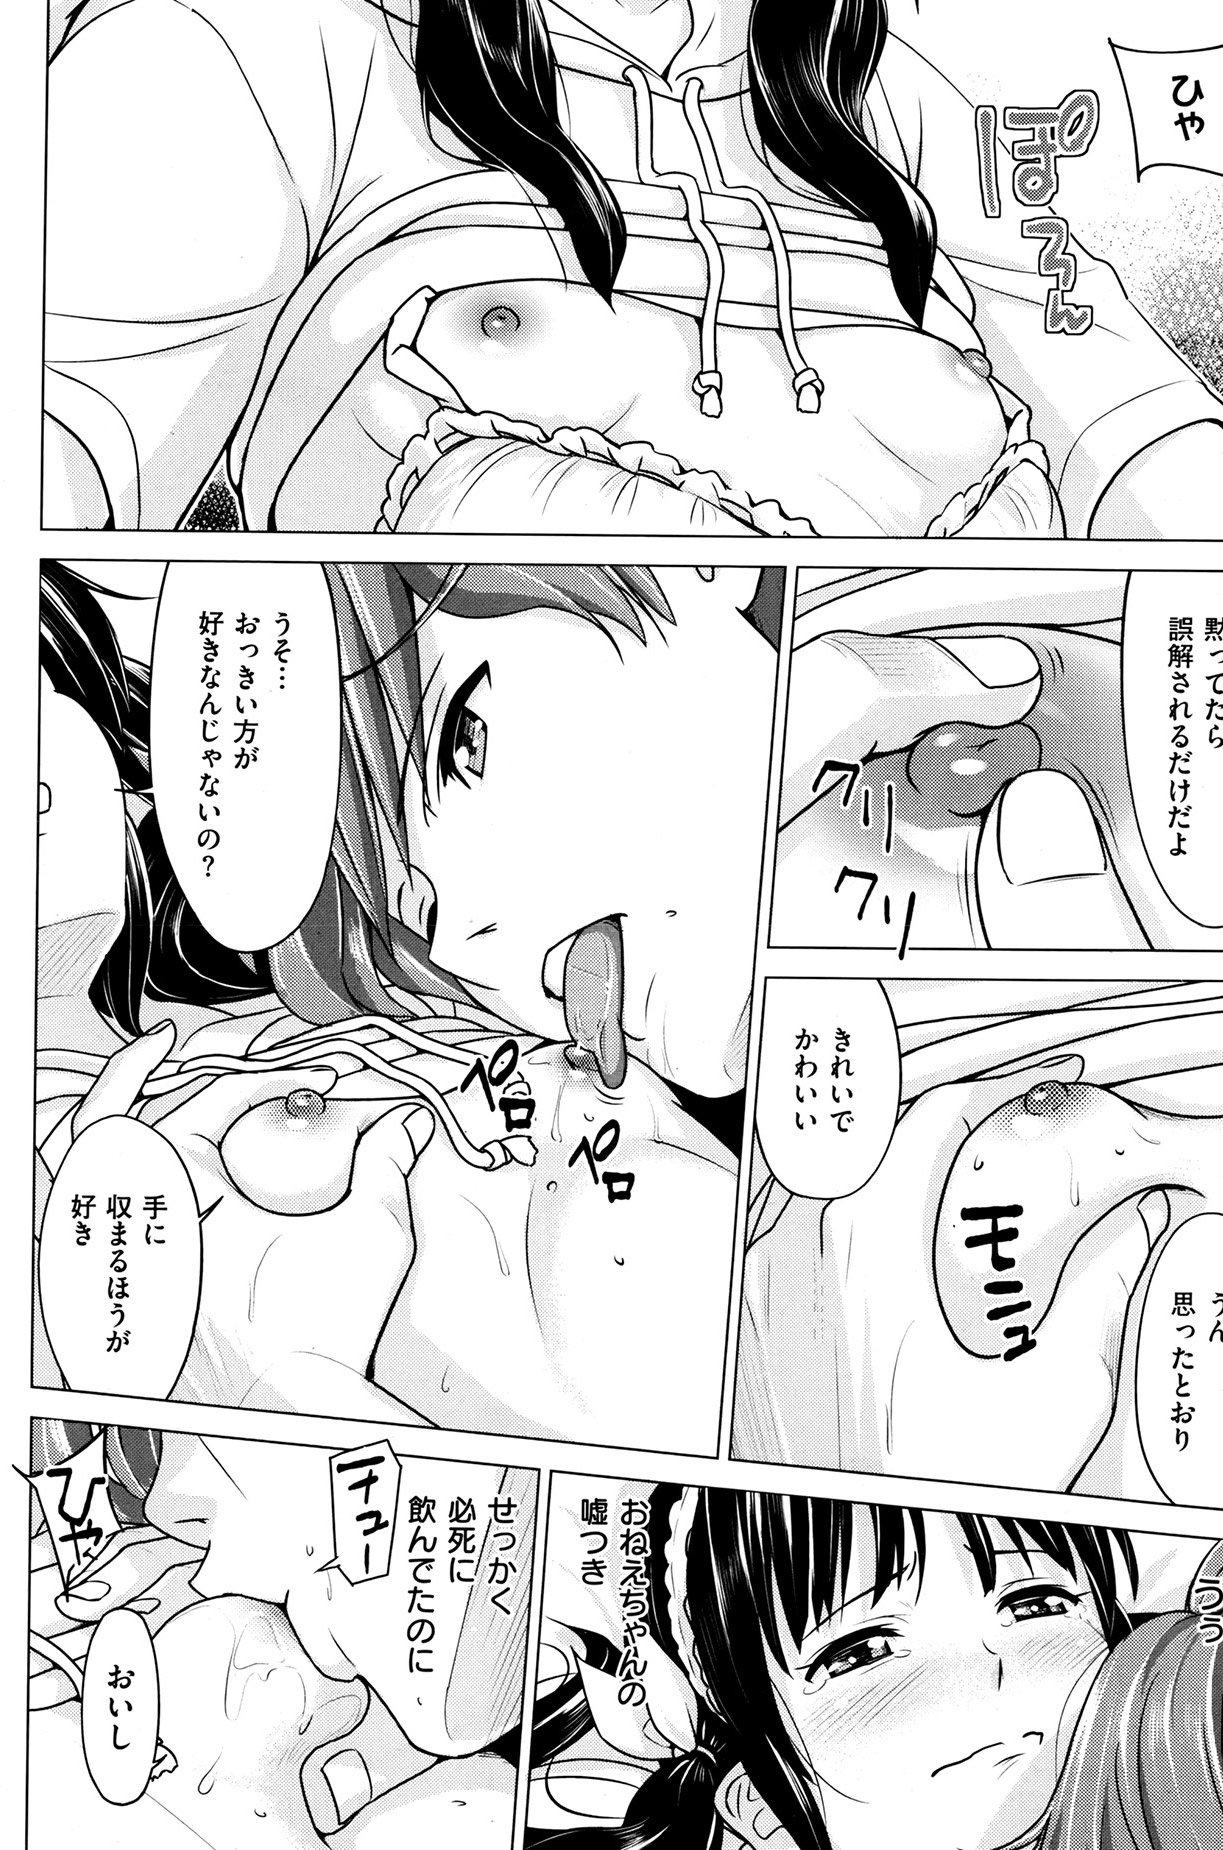 ひゃ
ぽろん
黙ってたら
誤解されるだけだよ
クリ
クリ
うそ…
おっきい方が
好きなんじゃないの？
ペロ
ペロ
手に
収まるほうが
好き
きれいで
かわいい
モニュ
うん
思ったとおり
うう
おねえちゃんの
嘘つき
せっかく
必死に
飲んでたのに
チュー
ひゃ
おいし